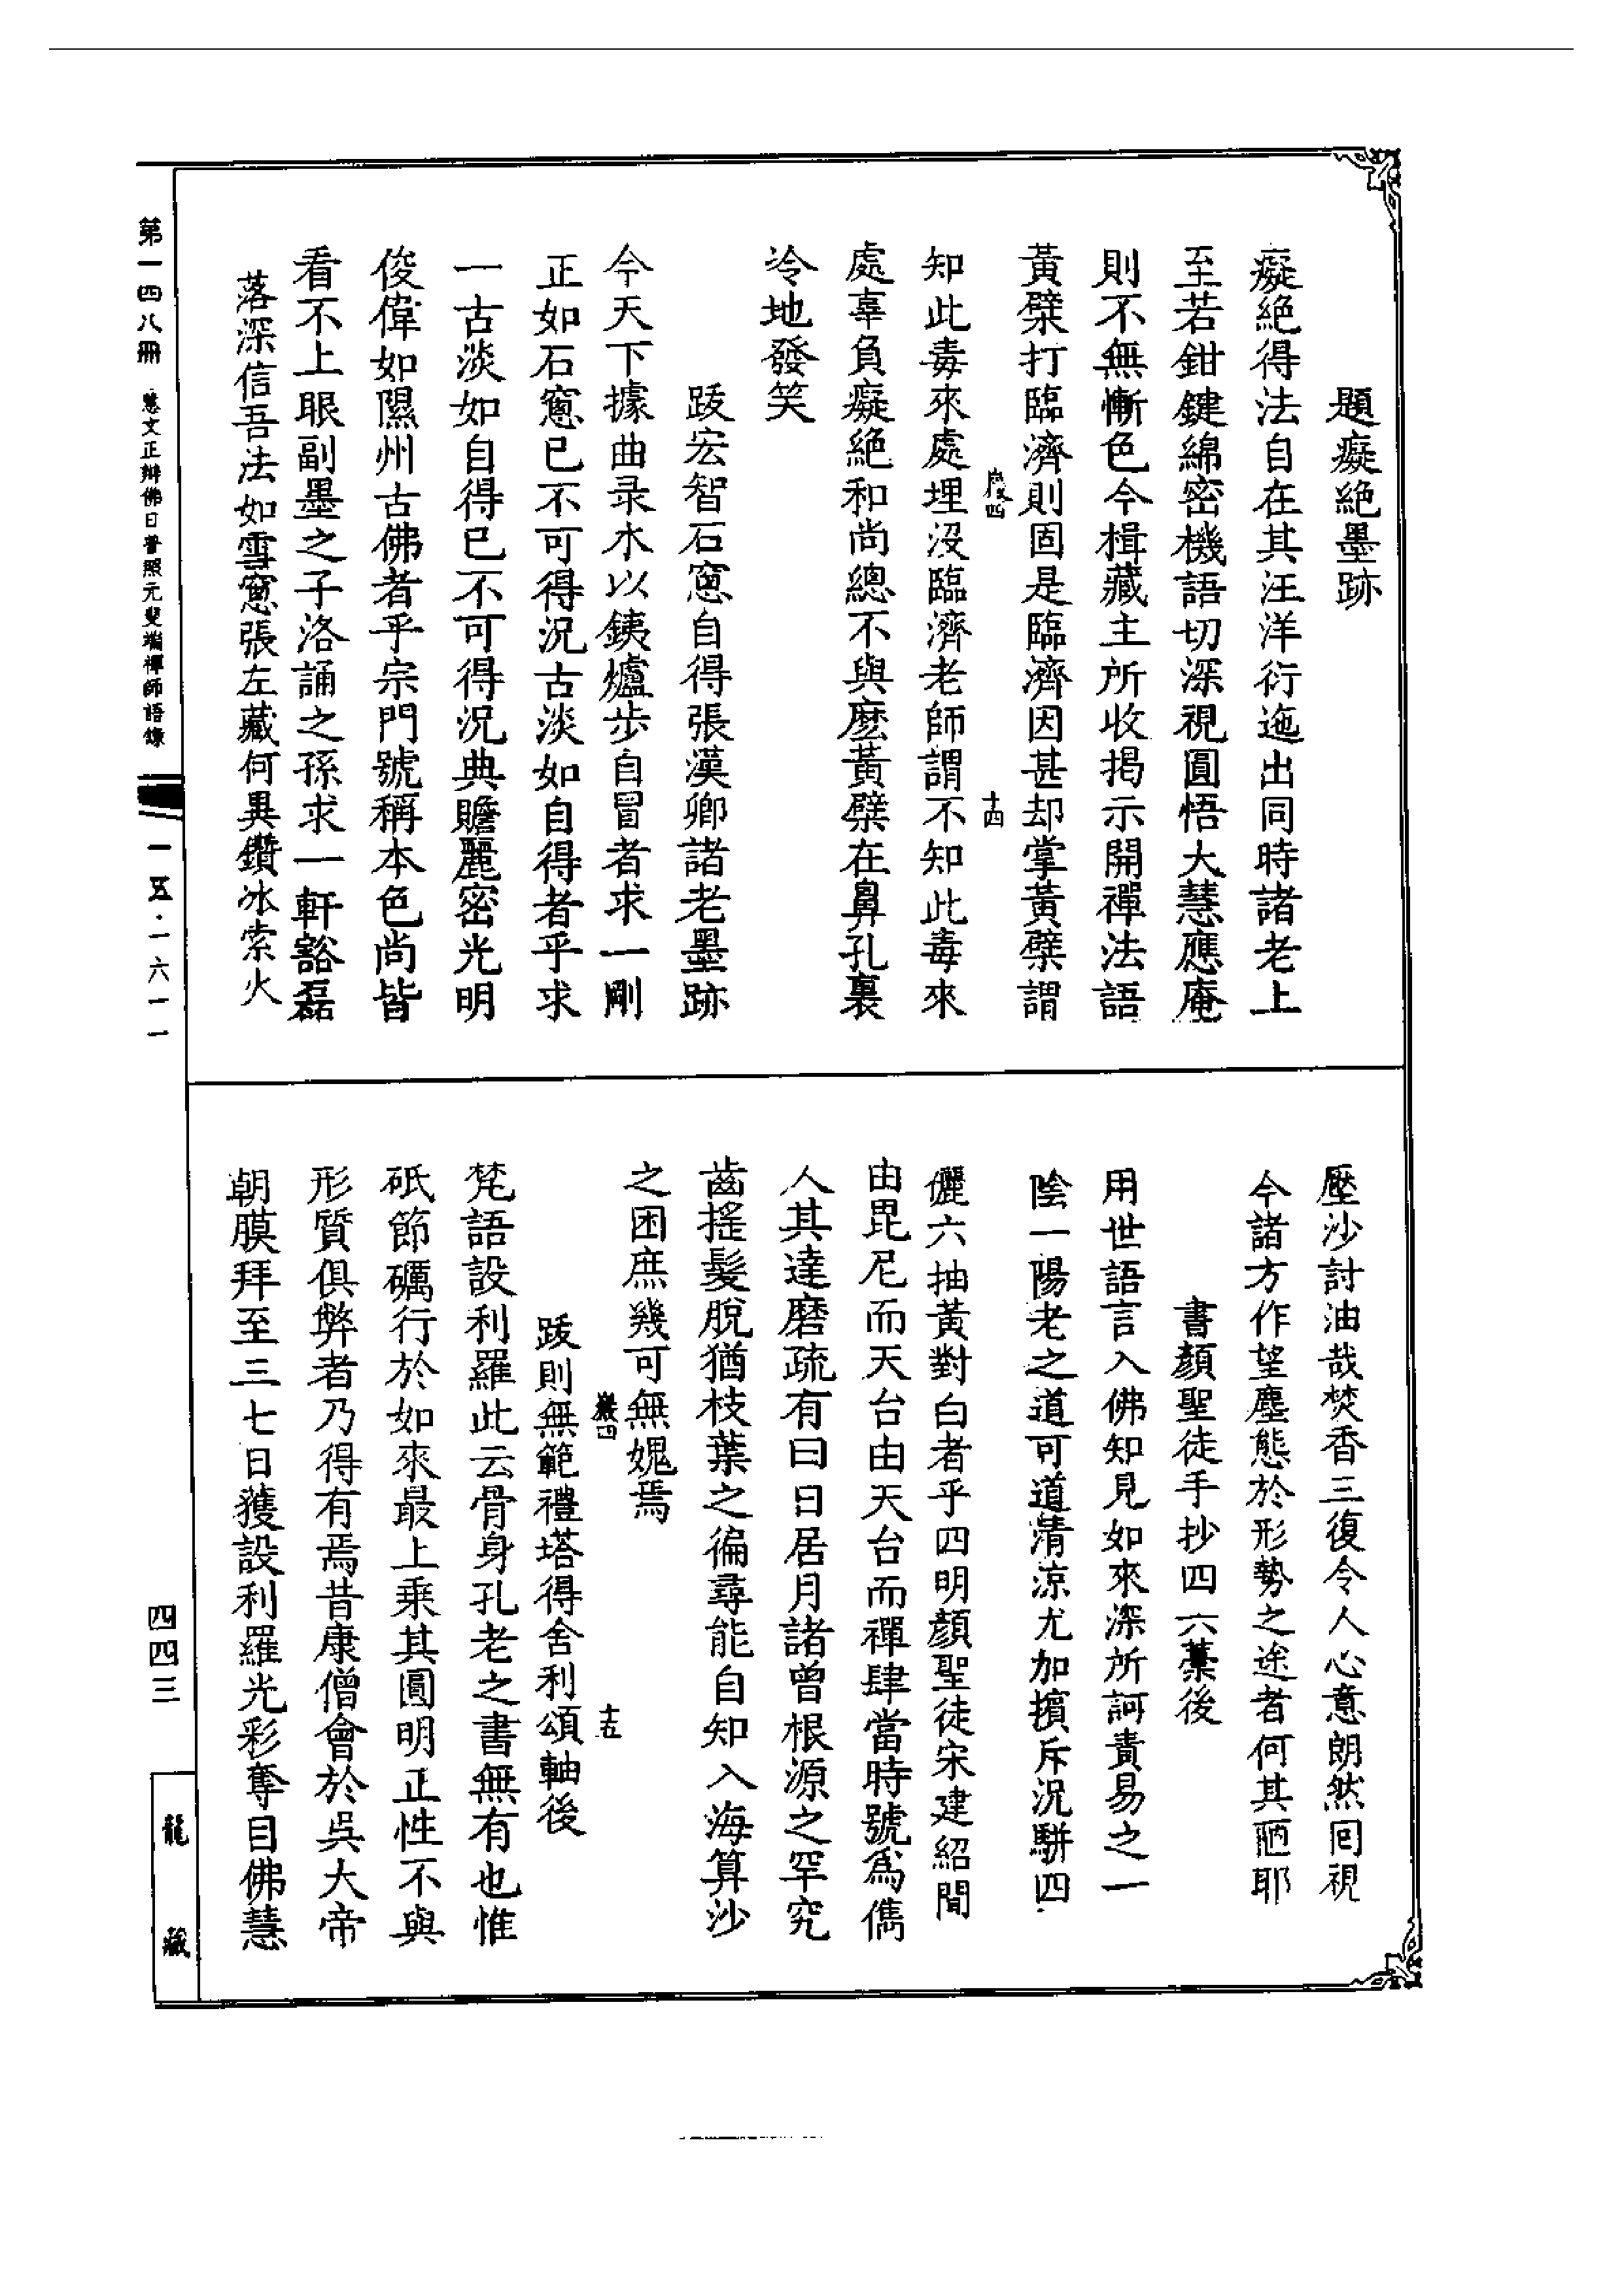 題癡絕墨跡
癡絕得法自在其汪洋衍迤出同時諸老上
至若鉗鍵綿密機語切深視圓悟大慧應庵
則不無慚色今楫藏主所收揭示開禪法語
黃檗打臨濟則固是臨濟因甚却掌黃檗謂
嚴四
十四
知此毒來處埋沒臨濟老師謂不知此毒來
處辜負癡絕和尚總不與麼黃檗在鼻孔裏
冷地發笑
跋宏智石窻自得張漢卿諸老墨跡
今天下據曲录木以銕爐步自冒者求一剛
正如石窻已不可得況古淡如自得者乎求
一古淡如自得已不可得況典贍麗密光明
俊偉如隰州古佛者乎宗門號稱本色尚皆
看不上眼副墨之子洛誦之孫求一軒豁磊
落深信吾法如雪窻張左藏何異鑽冰索火
壓沙討油哉焚香三復令人心意朗然回視
今諸方作望塵態於形勢之途者何其陋耶
書顏聖徒手抄四六藁後
用世語言入佛知見如來深所訶責易之一
陰一陽老之道可道清涼尤加擯斥況駢四
儷六抽黃對白者乎四明顏聖徒宋建紹間
由毘尼而天台由天台而禪肆當時號為儁
人其達磨疏有曰日居月諸曾根源之罕究
齒搖髮脫猶枝葉之徧尋能自知入海算沙
之困庶幾可無媿焉
嚴四
十五
跋則無範禮塔得舍利頌軸後
梵語設利羅此云骨身孔老之書無有也惟
砥節礪行於如來最上乘其圓明正性不與
形質俱弊者乃得有焉昔康僧會於吳大帝
朝膜拜至三七日獲設利羅光彩奪目佛慧
第一四八冊
慧文正辯佛日普照元叟端禪師語錄
一五·一六一一
四四三
龍藏